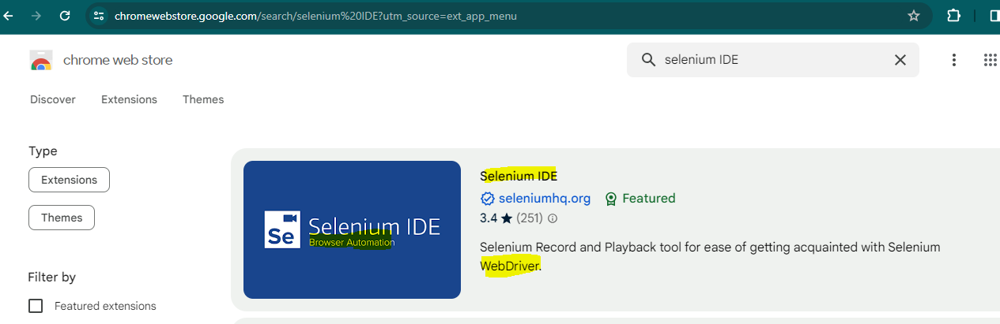 chromewebstore.google.com/search/selenium%20IDE?utm_source=ext_app_menu
chrome web store
selenium IDE
Discover Extensions Themes
Type
Extensions
Themes
Filter by
Featured extensions
Se Selenium IDE
Browser Automation
Selenium IDE
seleniumhq.org Featured
3.4 ★ (251)
Selenium Record and Playback tool for ease of getting acquainted with Selenium
WebDriver.